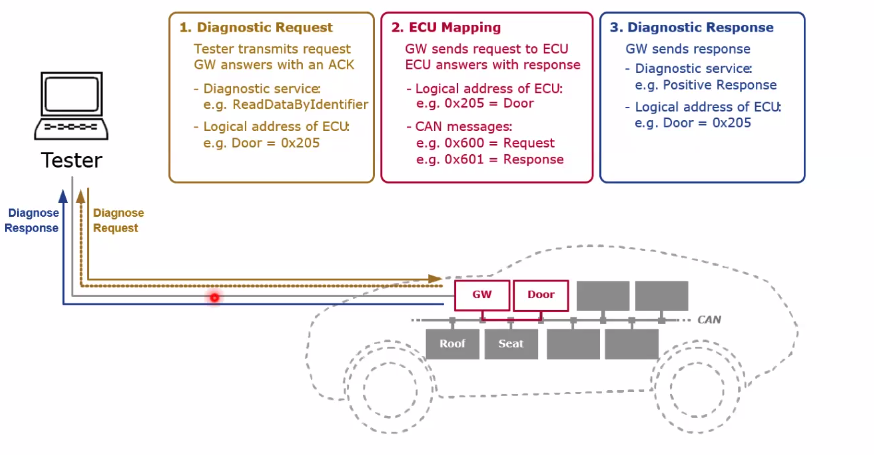 1. Diagnostic Request
Tester transmits request
GW answers with an ACK
- Diagnostic service:
e.g. ReadDataByIdentifier
- Logical address of ECU:
e.g. Door = 0x205
2. ECU Mapping
GW sends request to ECU
ECU answers with response
- Logical address of ECU:
e.g. 0x205 = Door
- CAN messages:
e.g. 0x600 = Request
e.g. 0x601 = Response
3. Diagnostic Response
GW sends response
- Diagnostic service:
e.g. Positive Response
- Logical address of ECU:
e.g. Door = 0x205
Tester
Diagnose
Response
Diagnose
Request
GW
Door
CAN
Roof
Seat